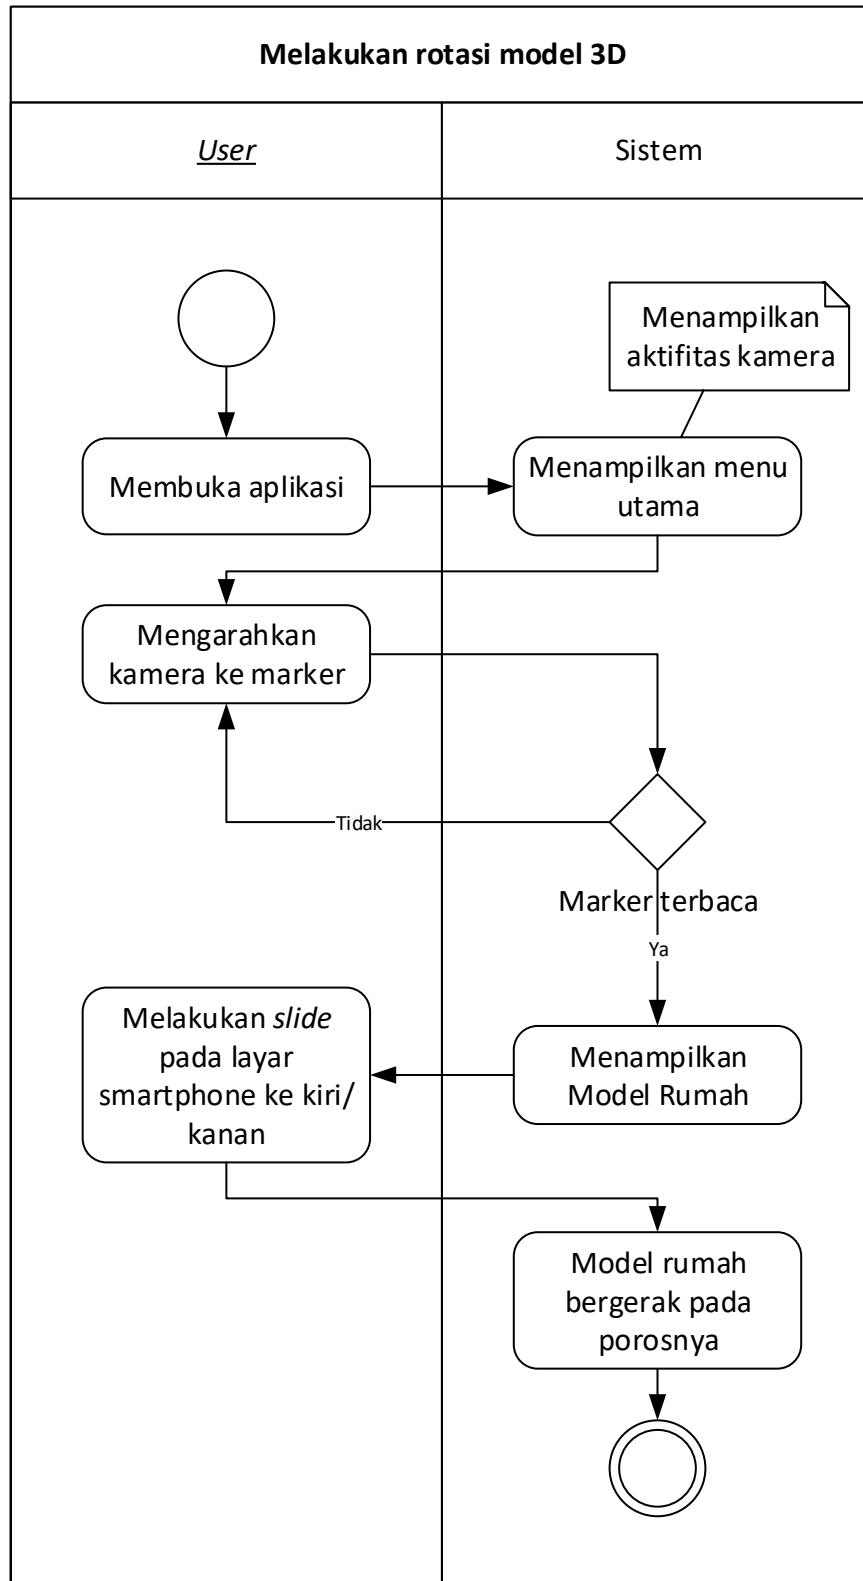 Melakukan rotasi model 3D
User
Sistem
Menampilkan
aktifitas kamera
Membuka aplikasi
Menampilkan menu
utama
Mengarahkan
kamera ke marker
Tidak
Marker terbaca
Ya
Melakukan slide
pada layar
smartphone ke kiri/
kanan
Menampilkan
Model Rumah
Model rumah
bergerak pada
porosnya